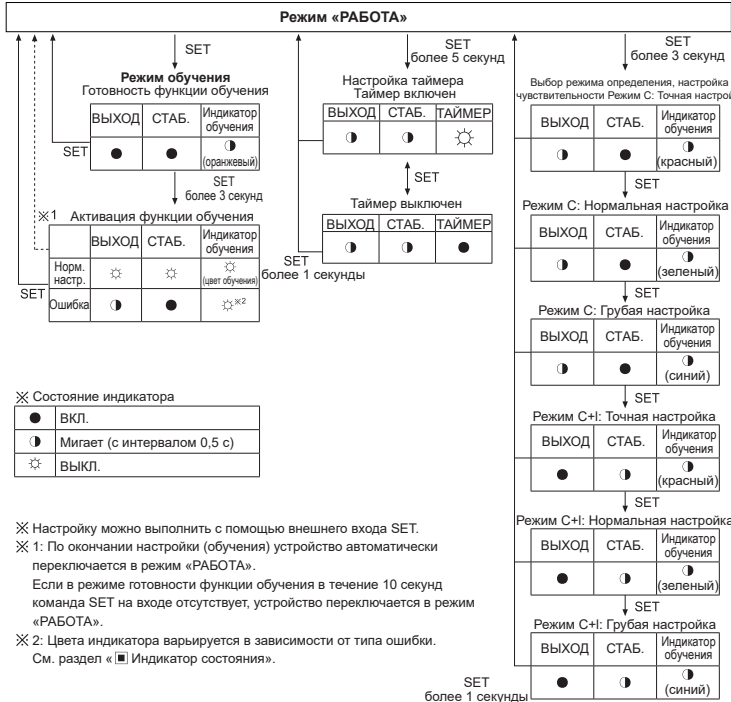 Режим «РАБОТА»
SET
Режим обучения
Готовность функции обучения
ВЫХОД СТАБ. Индикатор обучения
● ● ◑ (оранжевый)
SET
SET
более 3 секунд
※1 Активация функции обучения
ВЫХОД СТАБ. Индикатор обучения
Норм. настр. ☼ ☼ ☼ (цвет обучения)
Ошибка ◑ ● ☼※2
SET
SET
более 5 секунд
Настройка таймера
Таймер включен
ВЫХОД СТАБ. ТАЙМЕР
◑ ◑ ☼
SET
Таймер выключен
ВЫХОД СТАБ. ТАЙМЕР
◑ ◑ ●
SET
более 1 секунды
SET
более 3 секунд
Выбор режима определения, настройка
чувствительности Режим C: Точная настрой
ВЫХОД СТАБ. Индикатор обучения
◑ ● ◑ (красный)
SET
Режим C: Нормальная настройка
ВЫХОД СТАБ. Индикатор обучения
◑ ● ◑ (зеленый)
SET
Режим C: Грубая настройка
ВЫХОД СТАБ. Индикатор обучения
◑ ● ◑ (синий)
SET
Режим C+I: Точная настройка
ВЫХОД СТАБ. Индикатор обучения
● ◑ ◑ (красный)
SET
Режим C+I: Нормальная настройка
ВЫХОД СТАБ. Индикатор обучения
● ◑ ◑ (зеленый)
SET
Режим C+I: Грубая настройка
ВЫХОД СТАБ. Индикатор обучения
● ◑ ◑ (синий)
SET
более 1 секунды
※ Состояние индикатора
● ВКЛ.
◑ Мигает (с интервалом 0,5 с)
☼ ВЫКЛ.
※ Настройку можно выполнить с помощью внешнего входа SET.
※ 1: По окончании настройки (обучения) устройство автоматически
переключается в режим «РАБОТА».
Если в режиме готовности функции обучения в течение 10 секунд
команда SET на входе отсутствует, устройство переключается в режим
«РАБОТА».
※ 2: Цвета индикатора варьируется в зависимости от типа ошибки.
См. раздел «▣ Индикатор состояния».